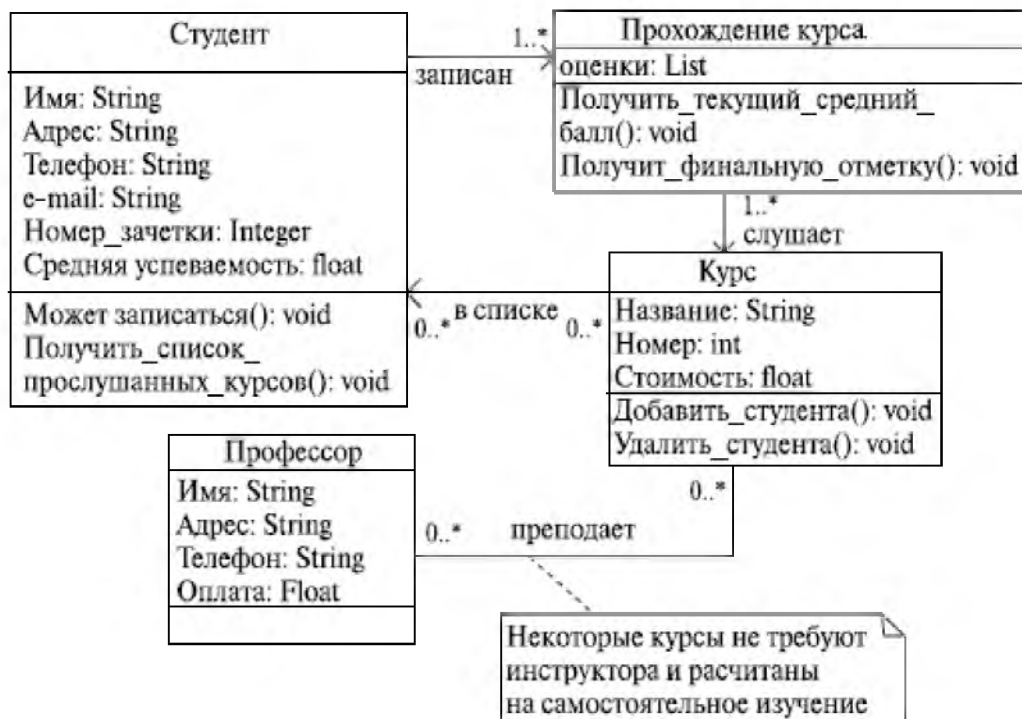 Студент
Имя: String
Адрес: String
Телефон: String
e-mail: String
Номер_зачетки: Integer
Средняя успеваемость: float
Может записаться(): void
Получить_список_
прослушанных_курсов(): void
1..*
записан
Прохождение курса
оценки: List
Получить_текущий_средний_
балл(): void
Получит_финальную_отметку(): void
1..*
слушает
Курс
Название: String
Номер: int
Стоимость: float
Добавить_студента(): void
Удалить_студента(): void
0..* в списке 0..*
Профессор
Имя: String
Адрес: String
Телефон: String
Оплата: Float
0..*
0..* преподает
Некоторые курсы не требуют
инструктора и расчитаны
на самостоятельное изучение